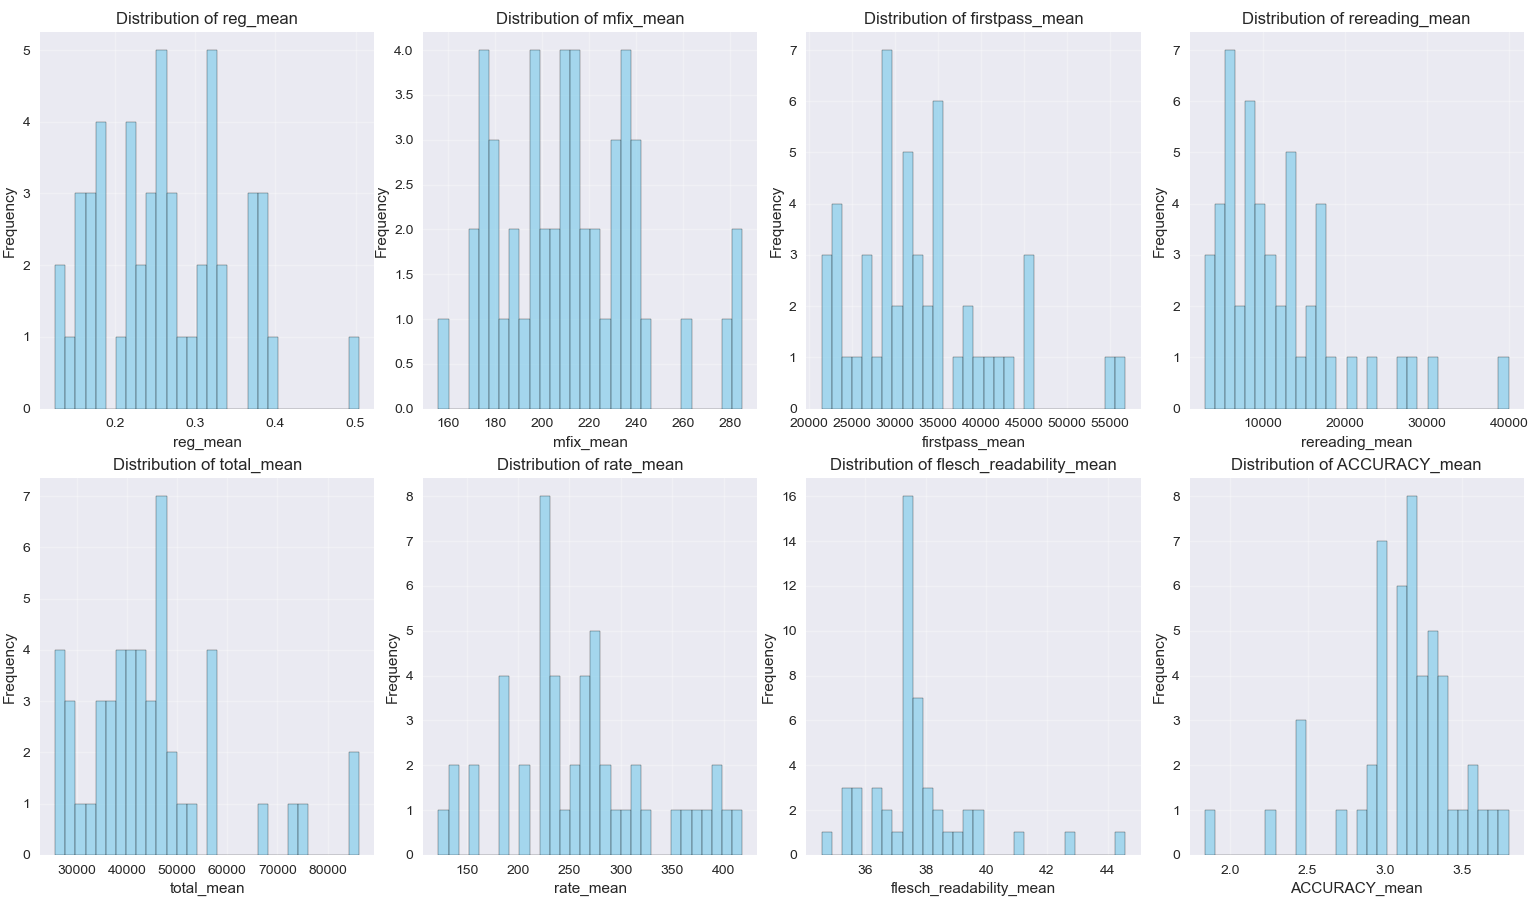 Distribution of reg_mean
5
4
3
2
1
0
Frequency
0.2 0.3 0.4 0.5
reg_mean
Distribution of mfix_mean
4.0
3.5
3.0
2.5
2.0
1.5
1.0
0.5
0.0
Frequency
160 180 200 220 240 260 280
mfix_mean
Distribution of firstpass_mean
7
6
5
4
3
2
1
0
Frequency
20000 25000 30000 35000 40000 45000 50000 55000
firstpass_mean
Distribution of rereading_mean
7
6
5
4
3
2
1
0
Frequency
10000 20000 30000 40000
rereading_mean
Distribution of total_mean
7
6
5
4
3
2
1
0
Frequency
30000 40000 50000 60000 70000 80000
total_mean
Distribution of rate_mean
8
7
6
5
4
3
2
1
0
Frequency
150 200 250 300 350 400
rate_mean
Distribution of flesch_readability_mean
16
14
12
10
8
6
4
2
0
Frequency
36 38 40 42 44
flesch_readability_mean
Distribution of ACCURACY_mean
8
7
6
5
4
3
2
1
0
Frequency
2.0 2.5 3.0 3.5
ACCURACY_mean